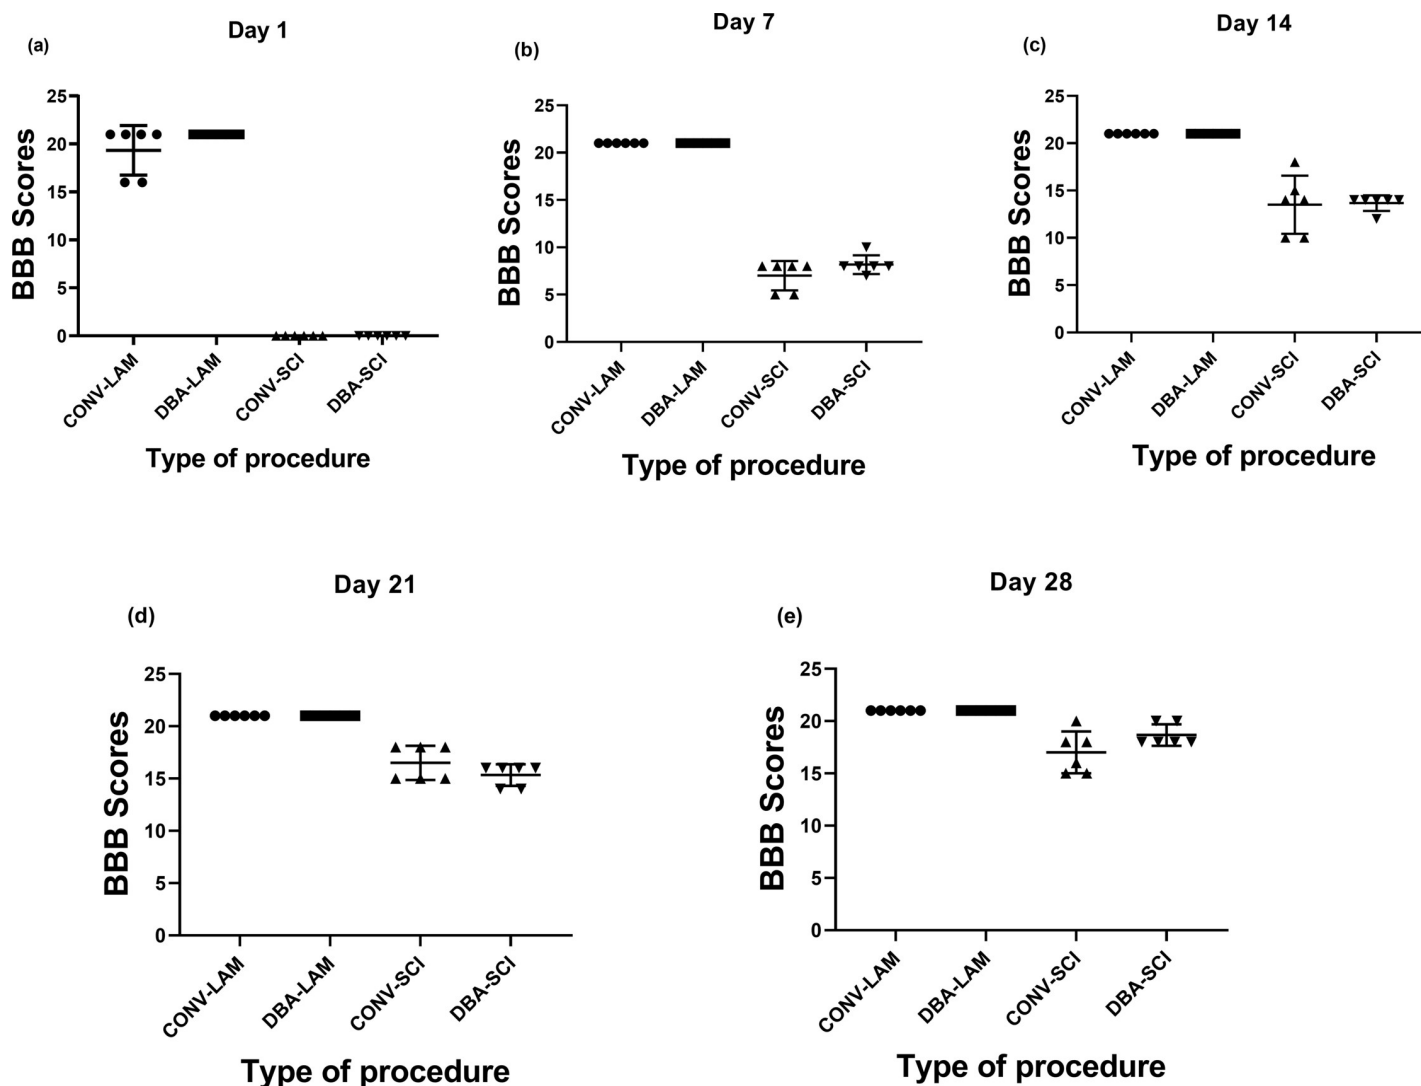 Day 1
(a)
BBB Scores
25
20
15
10
5
0
CONV-LAM
DBA-LAM
CONV-SCI
DBA-SCI
Type of procedure
Day 7
(b)
BBB Scores
25
20
15
10
5
0
CONV-LAM
DBA-LAM
CONV-SCI
DBA-SCI
Type of procedure
Day 14
(c)
BBB Scores
25
20
15
10
5
0
CONV-LAM
DBA-LAM
CONV-SCI
DBA-SCI
Type of procedure
Day 21
(d)
BBB Scores
25
20
15
10
5
0
CONV-LAM
DBA-LAM
CONV-SCI
DBA-SCI
Type of procedure
Day 28
(e)
BBB Scores
25
20
15
10
5
0
CONV-LAM
DBA-LAM
CONV-SCI
DBA-SCI
Type of procedure